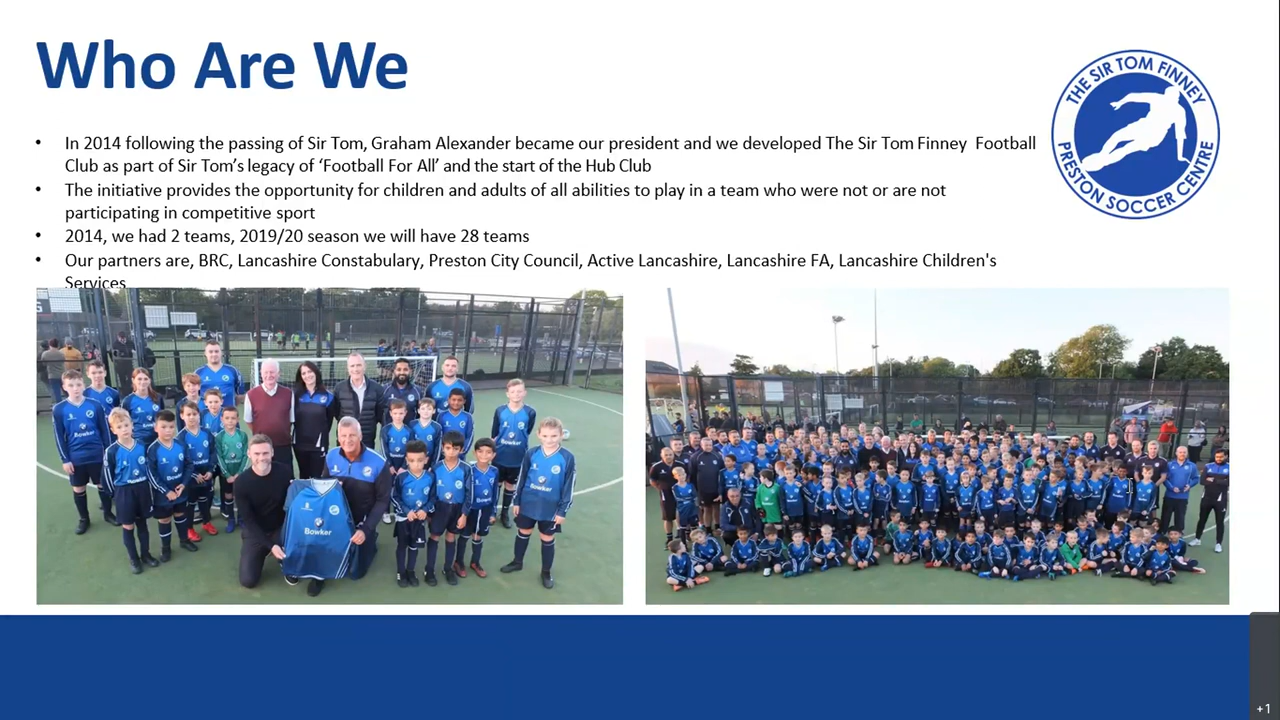 Who Are We
THE SIR TOM FINNEY
PRESTON SOCCER CENTRE
• In 2014 following the passing of Sir Tom, Graham Alexander became our president and we developed The Sir Tom Finney  Football
Club as part of Sir Tom’s legacy of ‘Football For All’ and the start of the Hub Club
• The initiative provides the opportunity for children and adults of all abilities to play in a team who were not or are not
participating in competitive sport
• 2014, we had 2 teams, 2019/20 season we will have 28 teams
• Our partners are, BRC, Lancashire Constabulary, Preston City Council, Active Lancashire, Lancashire FA, Lancashire Children's
Services
Bowker
Bowker
Bowker
Bowker
+1